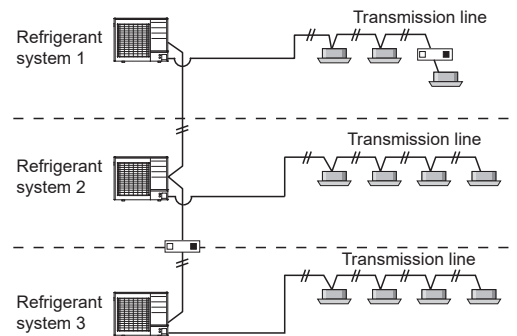 Transmission line
Refrigerant
system 1
Transmission line
Refrigerant
system 2
Transmission line
Refrigerant
system 3